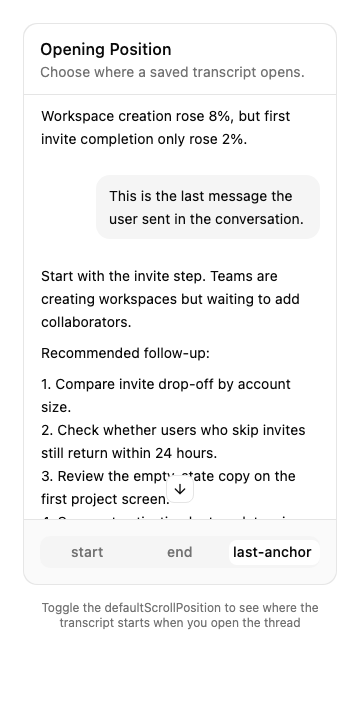 Opening Position
Choose where a saved transcript opens.
Workspace creation rose 8%, but first
invite completion only rose 2%.
This is the last message the
user sent in the conversation.
Start with the invite step. Teams are
creating workspaces but waiting to add
collaborators.
Recommended follow-up:
1. Compare invite drop-off by account
size.
2. Check whether users who skip invites
still return within 24 hours.
3. Review the empty-state copy on the
first project screen.
start
end
last-anchor
Toggle the defaultScrollPosition to see where the
transcript starts when you open the thread